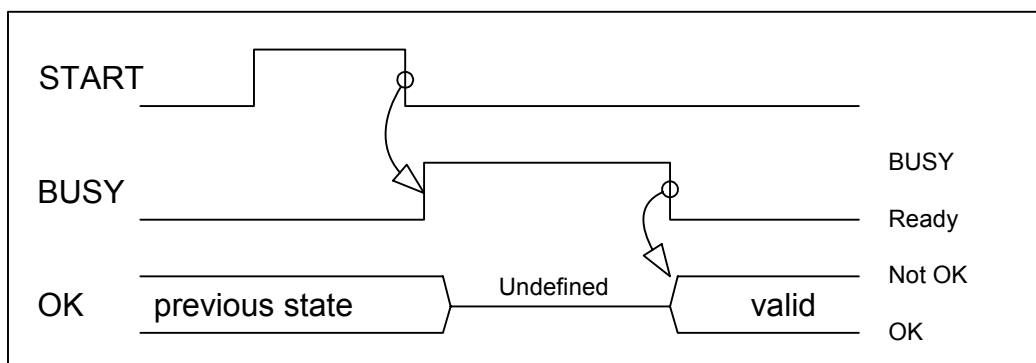 START
BUSY
BUSY
Ready
OK
previous state
Undefined
valid
Not OK
OK